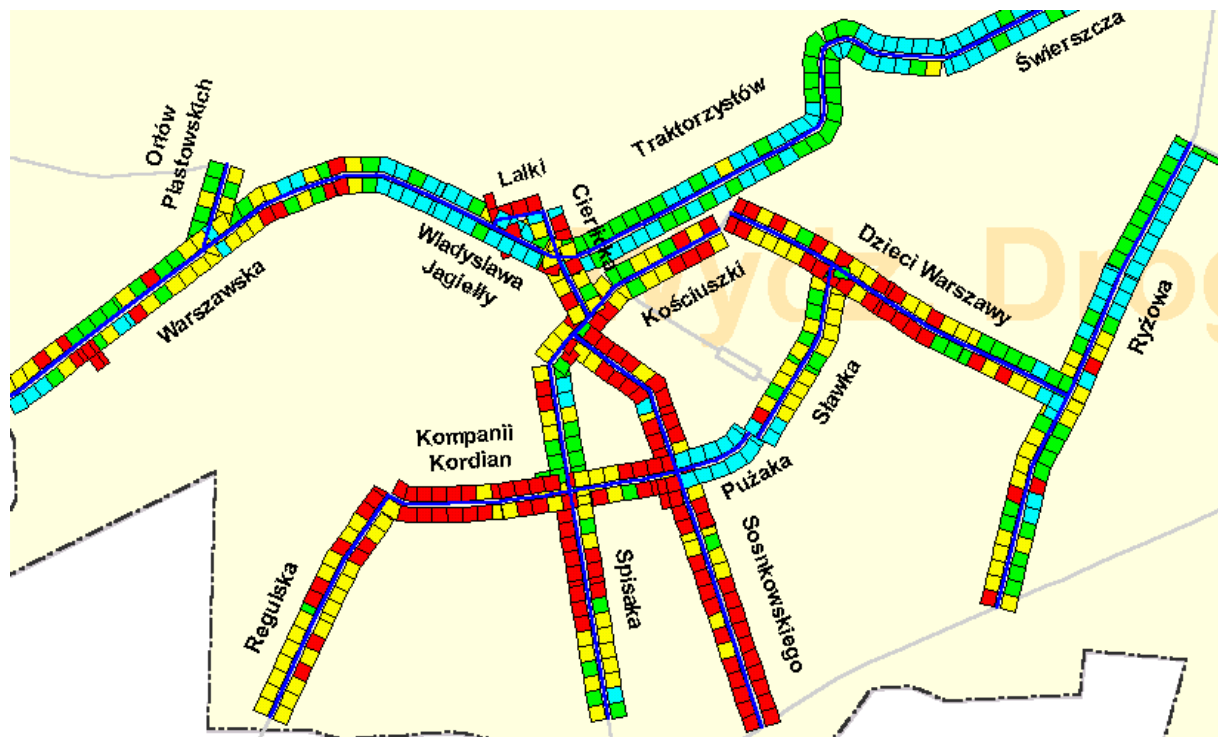 Świerszcza
Orłów
Piastowskich
Traktorzystów
Lalki
Cierlicka
Władysława
Jagiełły
Warszawska
Kościuszki
Dzieci Warszawy
Ryżowa
Sławka
Kompanii
Kordian
Pużaka
Regulska
Spisaka
Sosnkowskiego
Drog